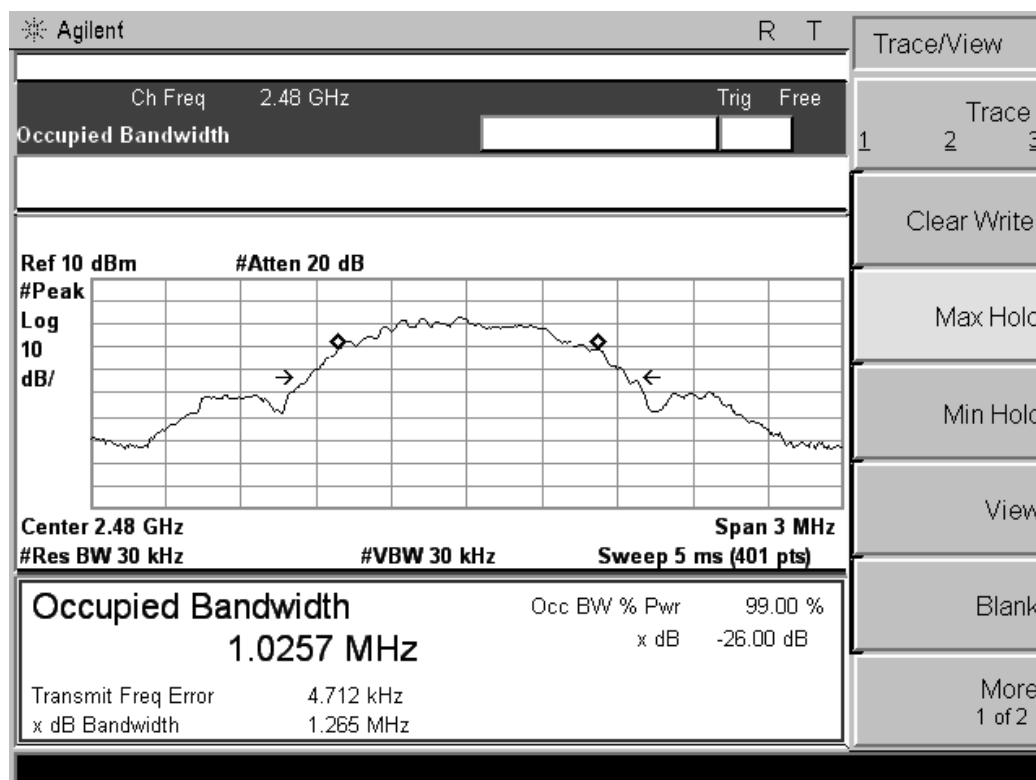 Agilent R T
Trace/View
Ch Freq 2.48 GHz Trig Free
Occupied Bandwidth
Trace
1 2 3
Clear Write
Max Hold
Min Hold
View
Blank
More
1 of 2
Ref 10 dBm #Atten 20 dB
#Peak
Log
10
dB/
Center 2.48 GHz Span 3 MHz
#Res BW 30 kHz #VBW 30 kHz Sweep 5 ms (401 pts)
Occupied Bandwidth Occ BW % Pwr 99.00 %
1.0257 MHz x dB -26.00 dB
Transmit Freq Error 4.712 kHz
x dB Bandwidth 1.265 MHz